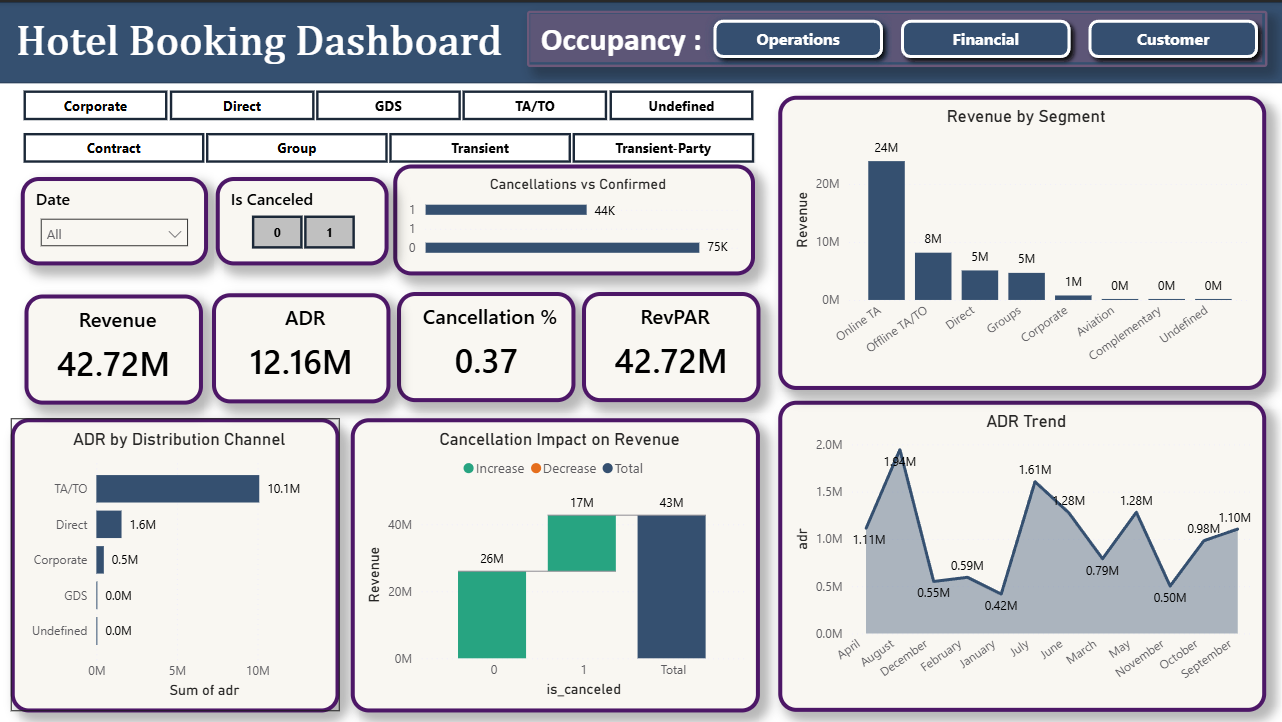 Hotel Booking Dashboard
Occupancy :
Operations
Financial
Customer
Corporate
Direct
GDS
TA/TO
Undefined
Contract
Group
Transient
Transient-Party
Date
All
Is Canceled
0
1
Cancellations vs Confirmed
1
44K
1
0
75K
Revenue
42.72M
ADR
12.16M
Cancellation %
0.37
RevPAR
42.72M
Revenue by Segment
Revenue
20M
10M
0M
24M
8M
5M
5M
1M
0M
0M
0M
Online TA
Offline TA/TO
Direct
Groups
Corporate
Aviation
Complementary
Undefined
ADR by Distribution Channel
TA/TO
10.1M
Direct
1.6M
Corporate
0.5M
GDS
0.0M
Undefined
0.0M
0M
5M
10M
Sum of adr
Cancellation Impact on Revenue
Increase
Decrease
Total
Revenue
40M
20M
0M
26M
17M
43M
0
1
Total
is_canceled
ADR Trend
adr
2.0M
1.5M
1.0M
0.5M
0.0M
1.11M
1.94M
0.55M
0.59M
0.42M
1.61M
1.28M
0.79M
1.28M
0.50M
0.98M
1.10M
April
August
December
February
January
July
June
March
May
November
October
September